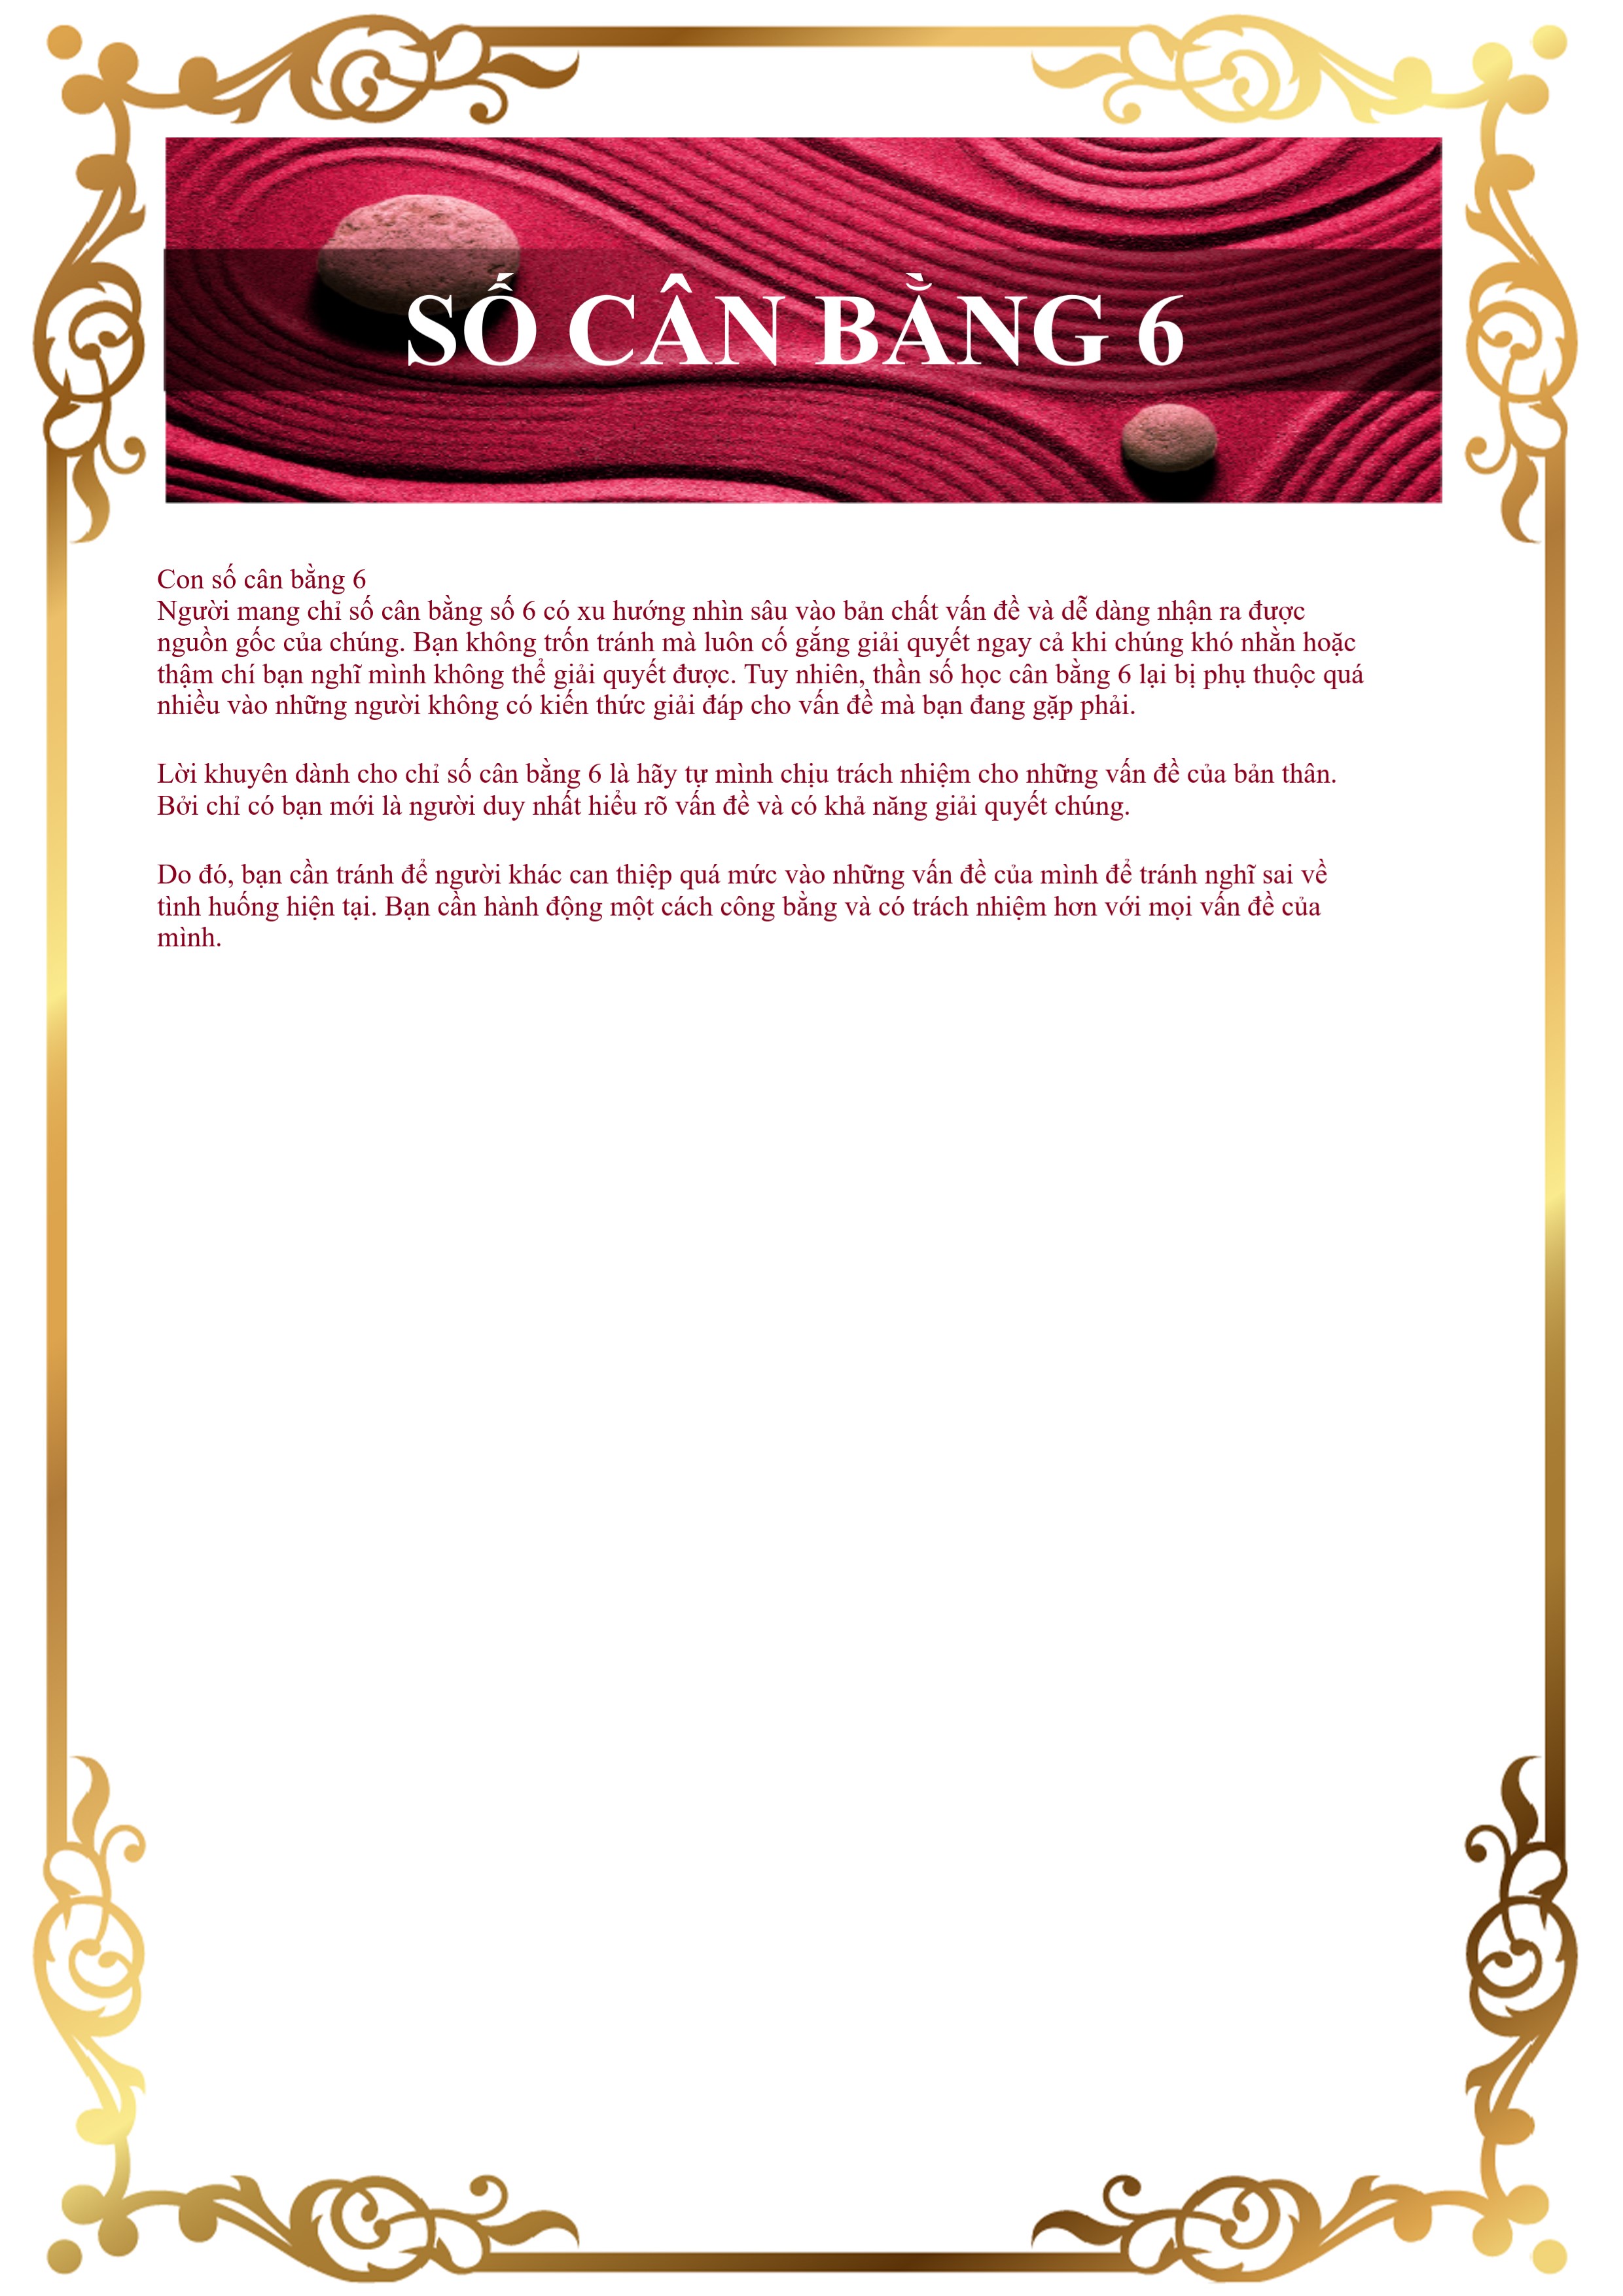 SỐ CÂN BẰNG 6
Con số cân bằng 6
Người mang chỉ số cân bằng số 6 có xu hướng nhìn sâu vào bản chất vấn đề và dễ dàng nhận ra được
nguồn gốc của chúng. Bạn không trốn tránh mà luôn cố gắng giải quyết ngay cả khi chúng khó nhằn hoặc
thậm chí bạn nghĩ mình không thể giải quyết được. Tuy nhiên, thần số học cân bằng 6 lại bị phụ thuộc quá
nhiều vào những người không có kiến thức giải đáp cho vấn đề mà bạn đang gặp phải.
Lời khuyên dành cho chỉ số cân bằng 6 là hãy tự mình chịu trách nhiệm cho những vấn đề của bản thân.
Bởi chỉ có bạn mới là người duy nhất hiểu rõ vấn đề và có khả năng giải quyết chúng.
Do đó, bạn cần tránh để người khác can thiệp quá mức vào những vấn đề của mình để tránh nghĩ sai về
tình huống hiện tại. Bạn cần hành động một cách công bằng và có trách nhiệm hơn với mọi vấn đề của
mình.